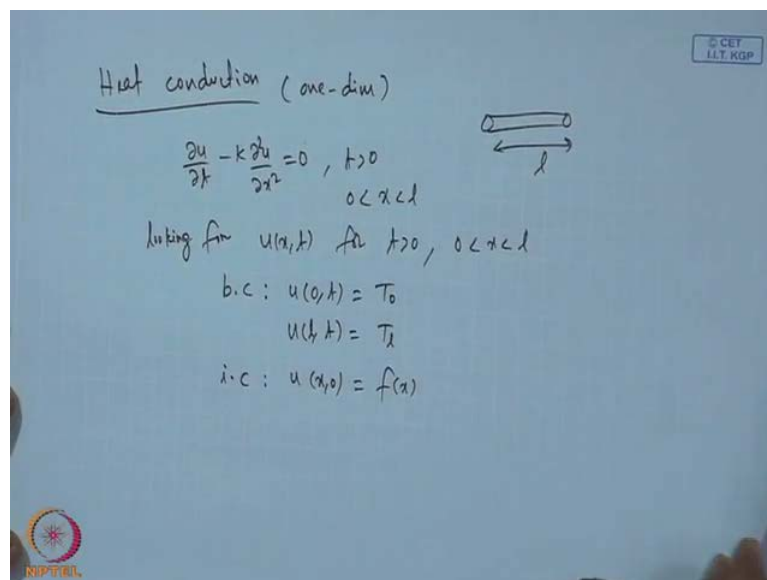 Heat conduction (one-dim)
© CET
I.I.T. KGP
∂u/∂t - k ∂²u/∂x² = 0 , t>0
0 < x < l
l
looking for u(x,t) for t>0, 0 < x < l
b.c : u(0,t) = T₀
u(l,t) = Tₗ
i.c : u(x,0) = f(x)
NPTEL